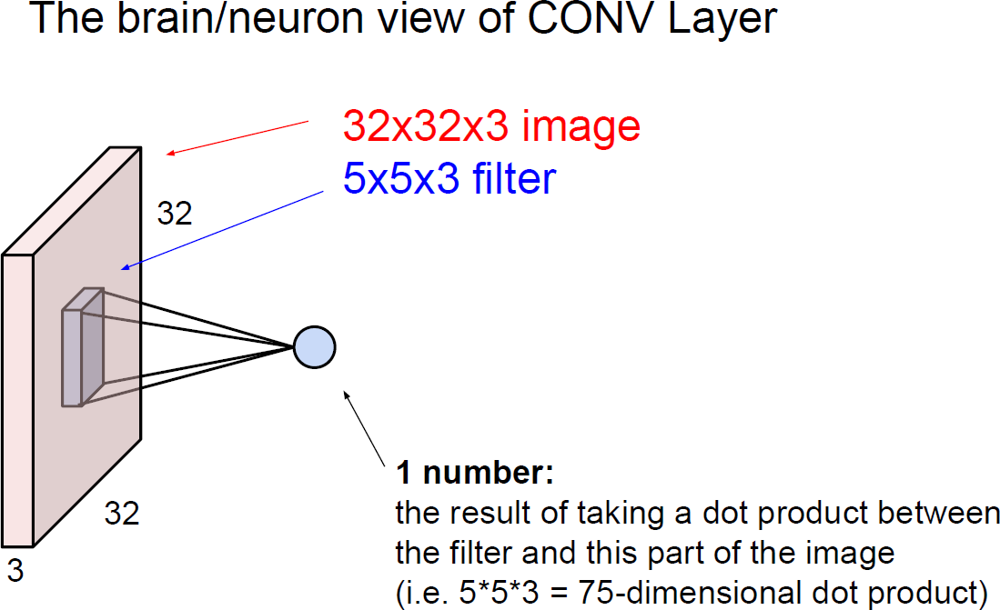 The brain/neuron view of CONV Layer
32x32x3 image
5x5x3 filter
32
32
3
1 number:
the result of taking a dot product between
the filter and this part of the image
(i.e. 5*5*3 = 75-dimensional dot product)